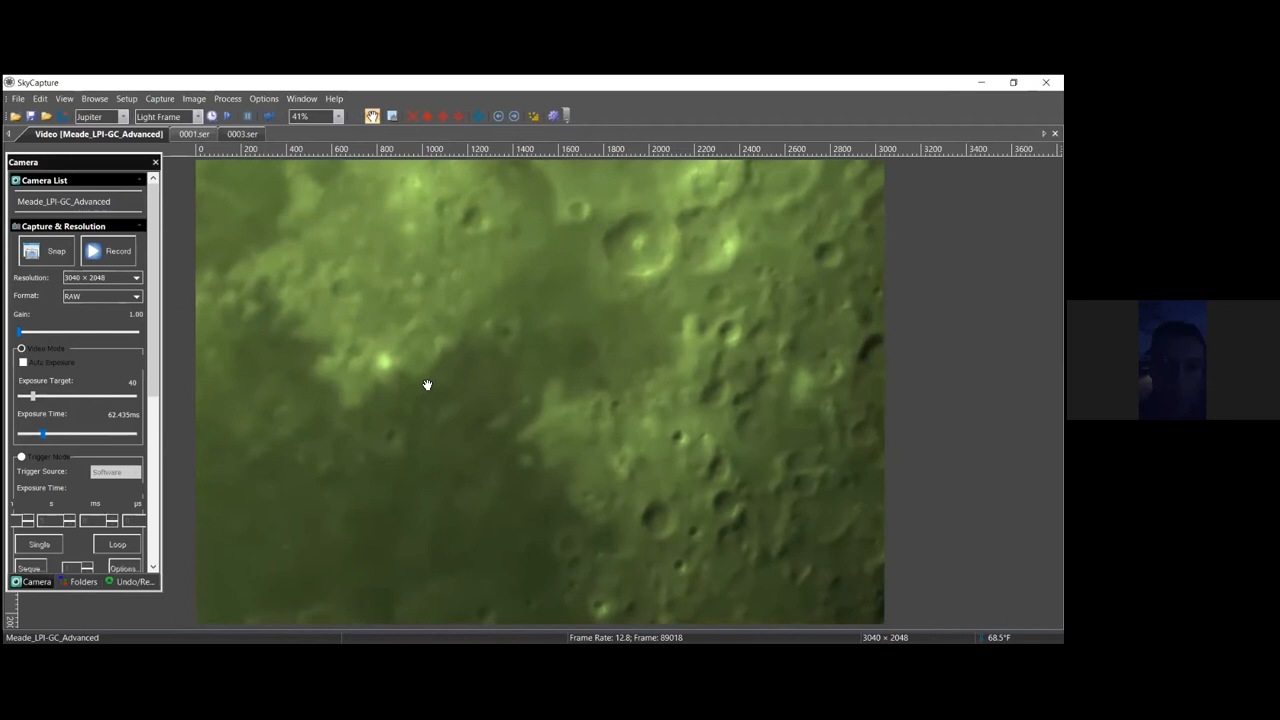 SkyCapture
File Edit View Browse Setup Capture Image Process Options Window Help
Jupiter Light Frame 41%
Video [Meade_LPI-GC_Advanced] 0001.ser 0003.ser
Camera
0 200 400 600 800 1000 1200 1400 1600 1800 2000 2200 2400 2600 2800 3000 3200 3400 3600
Camera List
Meade_LPI-GC_Advanced
Capture & Resolution
Snap Record
Resolution: 3040 × 2048
Format: RAW
Gain: 1.00
Video Mode
Auto Exposure
Exposure Target: 40
Exposure Time: 62.435ms
Trigger Mode
Trigger Source: Software
Exposure Time:
s ms µs
Single Loop
Seque... Options...
Camera Folders Undo/Re...
Meade_LPI-GC_Advanced Frame Rate: 12.8; Frame: 89018 3040 × 2048 68.5°F